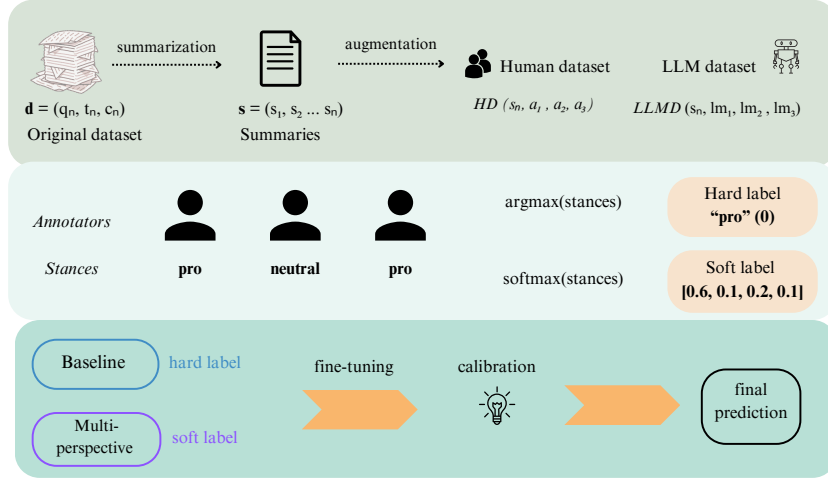 summarization
augmentation
Human dataset
LLM dataset
d = (qₙ, tₙ, cₙ)
s = (s₁, s₂ ... sₙ)
HD (sₙ, a₁ , a₂, a₃)
LLMD (sₙ, lm₁, lm₂ , lm₃)
Original dataset
Summaries
Annotators
argmax(stances)
Hard label
“pro” (0)
Stances
pro
neutral
pro
softmax(stances)
Soft label
[0.6, 0.1, 0.2, 0.1]
Baseline
hard label
fine-tuning
calibration
final
prediction
Multi-
perspective
soft label